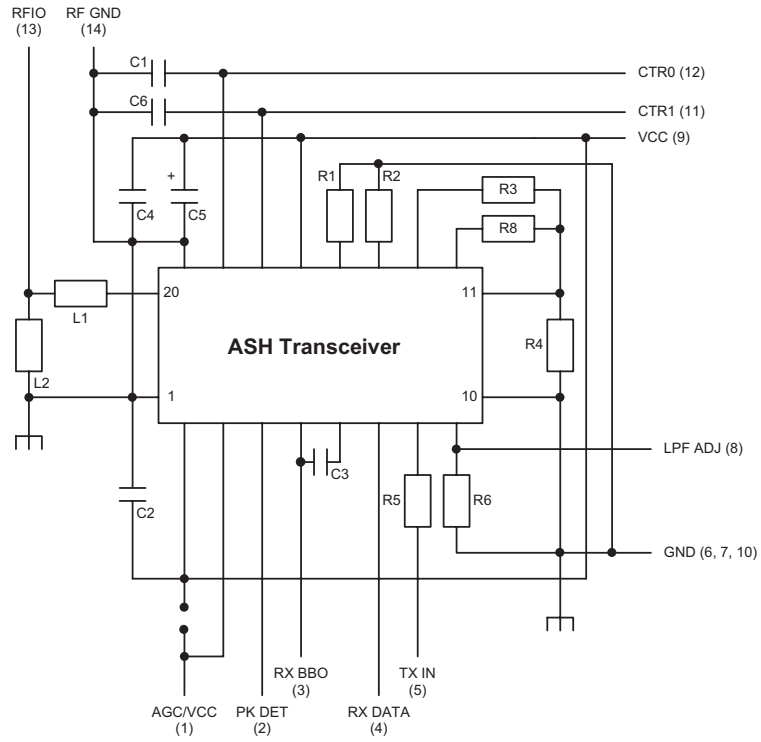 RFIO
(13)
RF GND
(14)
C1
CTR0 (12)
C6
CTR1 (11)
VCC (9)
+
C4
C5
R1
R2
R3
R8
20
11
L1
ASH Transceiver
R4
L2
1
10
C3
LPF ADJ (8)
C2
R5
R6
GND (6, 7, 10)
RX BBO
(3)
TX IN
(5)
AGC/VCC
(1)
PK DET
(2)
RX DATA
(4)